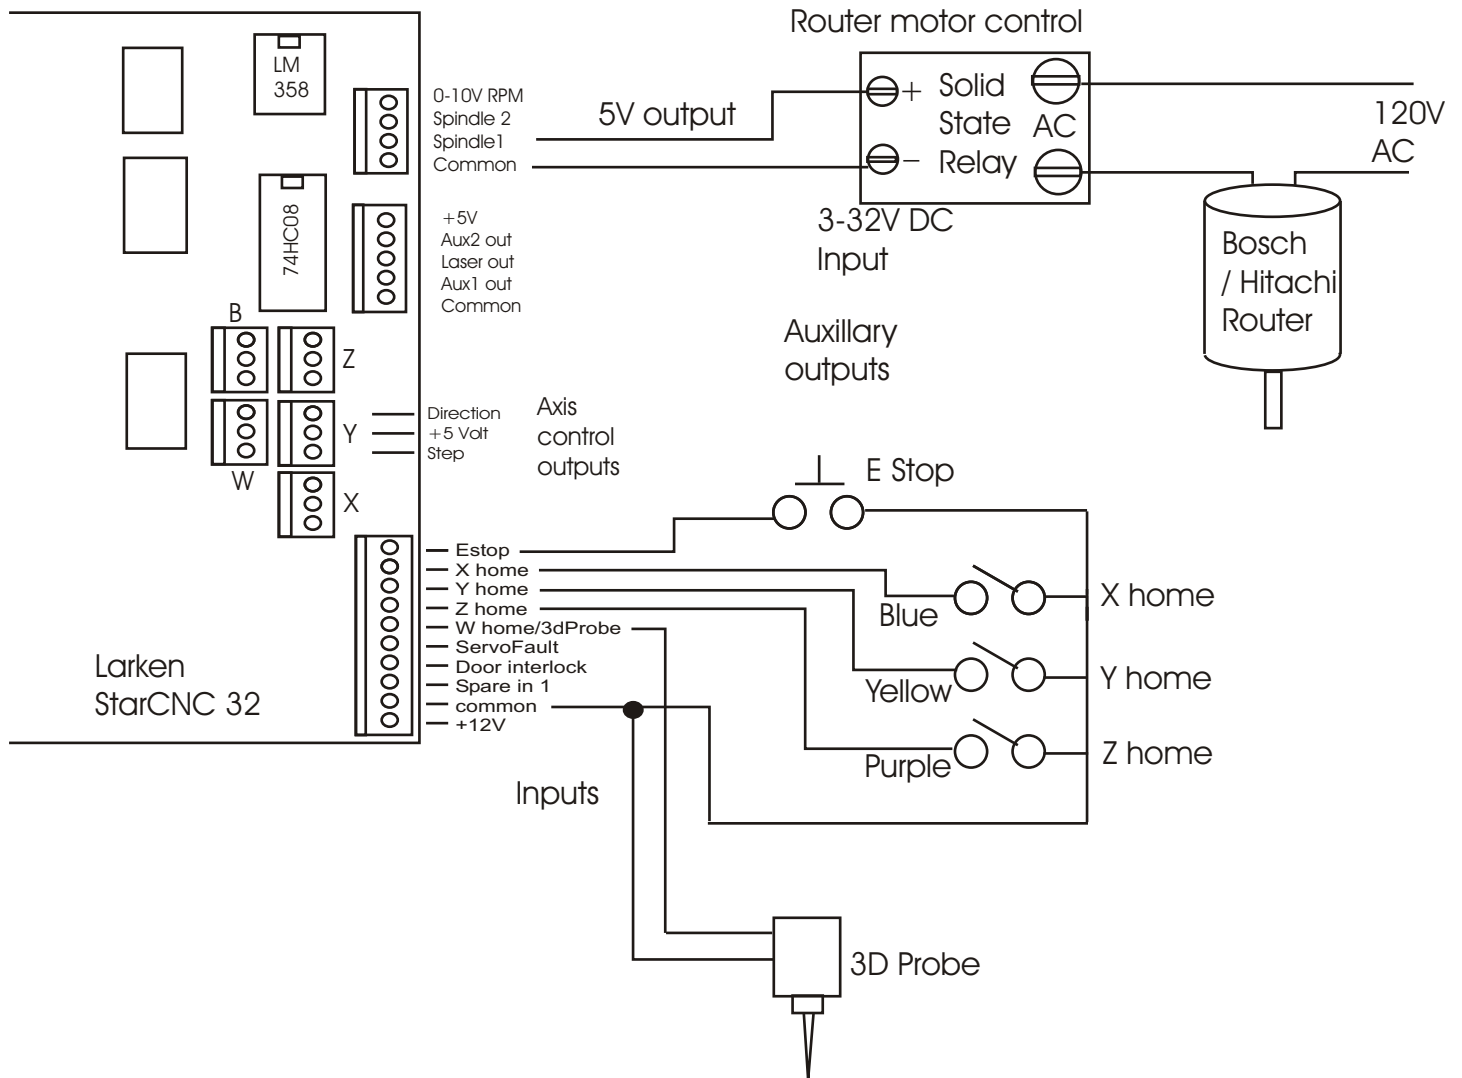 Router motor control
LM
358
0-10V RPM
Spindle 2
Spindle1
Common
5V output
+ Solid
State
– Relay
AC
120V
AC
3-32V DC
Input
74HC08
+5V
Aux2 out
Laser out
Aux1 out
Common
Bosch
/ Hitachi
Router
Auxillary
outputs
B
Z
Y
W
X
Direction
+5 Volt
Step
Axis
control
outputs
E Stop
Estop
X home
Y home
Z home
W home/3dProbe
ServoFault
Door interlock
Spare in 1
common
+12V
Blue
X home
Yellow
Y home
Purple
Z home
Larken
StarCNC 32
Inputs
3D Probe